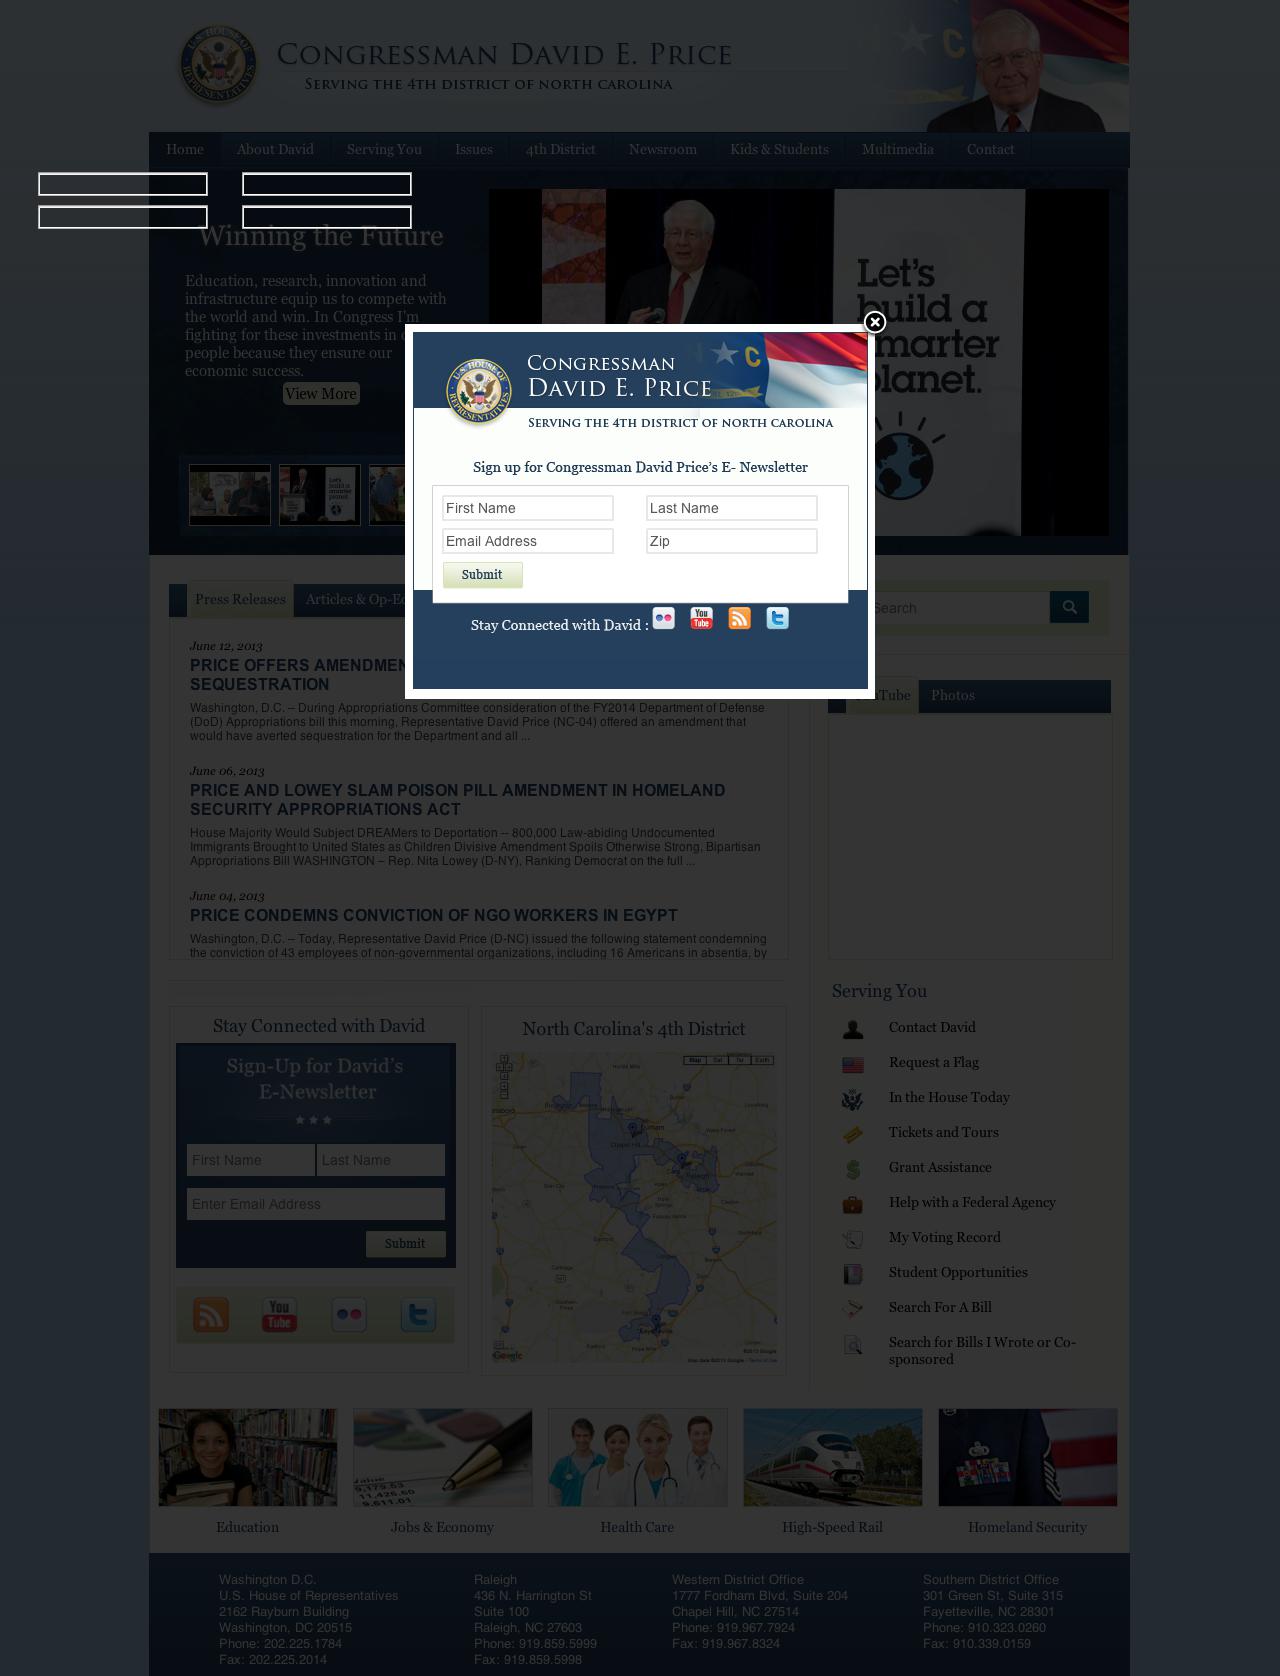 CONGRESSMAN DAVID E. PRICE
SERVING THE 4TH DISTRICT OF NORTH CAROLINA
Home About David Serving You Issues 4th District Newsroom Kids & Students Multimedia Contact
Winning the Future
Education, research, innovation and
infrastructure equip us to compete with
the world and win. In Congress I'm
fighting for these investments in
people because they ensure our
economic success.
View More
Let's
build a
smarter
planet.
CONGRESSMAN
DAVID E. PRICE
SERVING THE 4TH DISTRICT OF NORTH CAROLINA
Sign up for Congressman David Price's E- Newsletter
First Name Last Name
Email Address Zip
Submit
Stay Connected with David :
You Tube
Press Releases Articles & Op-E
Search
June 12, 2013
PRICE OFFERS AMENDMEN
SEQUESTRATION
Washington, D.C. – During Appropriations Committee consideration of the FY2014 Department of Defense
(DoD) Appropriations bill this morning, Representative David Price (NC-04) offered an amendment that
would have averted sequestration for the Department and all ...
June 06, 2013
PRICE AND LOWEY SLAM POISON PILL AMENDMENT IN HOMELAND
SECURITY APPROPRIATIONS ACT
House Majority Would Subject DREAMers to Deportation -- 800,000 Law-abiding Undocumented
Immigrants Brought to United States as Children Divisive Amendment Spoils Otherwise Strong, Bipartisan
Appropriations Bill WASHINGTON – Rep. Nita Lowey (D-NY), Ranking Democrat on the full ...
June 04, 2013
PRICE CONDEMNS CONVICTION OF NGO WORKERS IN EGYPT
Washington, D.C. – Today, Representative David Price (D-NC) issued the following statement condemning
the conviction of 43 employees of non-governmental organizations, including 16 Americans in absentia, by
Tube Photos
Stay Connected with David
Sign-Up for David's
E-Newsletter
First Name Last Name
Enter Email Address
Submit
You Tube
North Carolina's 4th District
Map Sat Ter Earth
Durham
Chapel Hill
Cary
Raleigh
Google
Serving You
Contact David
Request a Flag
In the House Today
Tickets and Tours
Grant Assistance
Help with a Federal Agency
My Voting Record
Student Opportunities
Search For A Bill
Search for Bills I Wrote or Co-
sponsored
Education Jobs & Economy Health Care High-Speed Rail Homeland Security
Washington D.C.
U.S. House of Representatives
2162 Rayburn Building
Washington, DC 20515
Phone: 202.225.1784
Fax: 202.225.2014
Raleigh
436 N. Harrington St
Suite 100
Raleigh, NC 27603
Phone: 919.859.5999
Fax: 919.859.5998
Western District Office
1777 Fordham Blvd, Suite 204
Chapel Hill, NC 27514
Phone: 919.967.7924
Fax: 919.967.8324
Southern District Office
301 Green St, Suite 315
Fayetteville, NC 28301
Phone: 910.323.0260
Fax: 910.339.0159